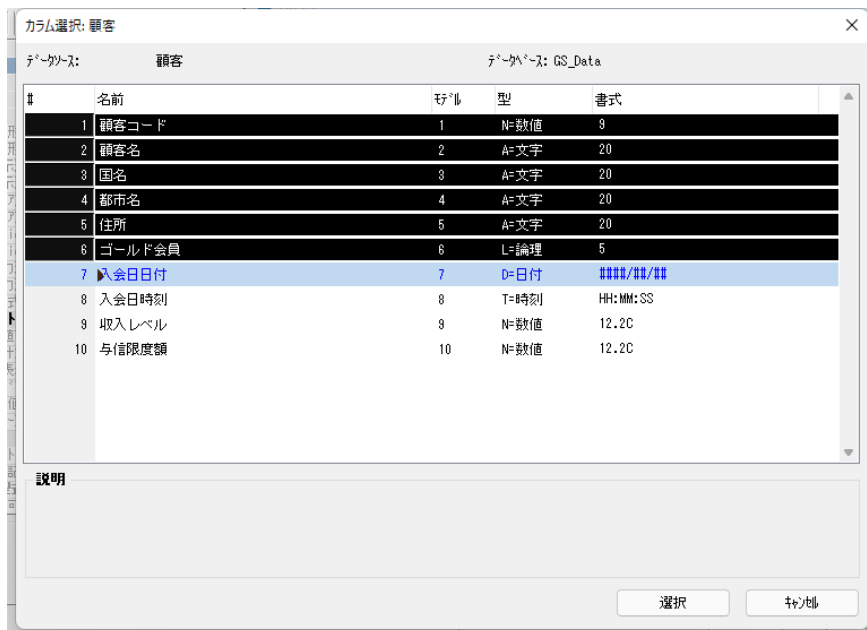 カラム選択: 顧客
ﾃﾞｰﾀｿｰｽ: 顧客 ﾃﾞｰﾀﾍﾞｰｽ: GS_Data
# 名前 ﾓﾃﾞﾙ 型 書式
1 顧客コード 1 N=数値 9
2 顧客名 2 A=文字 20
3 国名 3 A=文字 20
4 都市名 4 A=文字 20
5 住所 5 A=文字 20
6 ゴールド会員 6 L=論理 5
7 入会日日付 7 D=日付 ####/##/##
8 入会日時刻 8 T=時刻 HH:MM:SS
9 収入レベル 9 N=数値 12.2C
10 与信限度額 10 N=数値 12.2C
説明
選択 ｷｬﾝｾﾙ